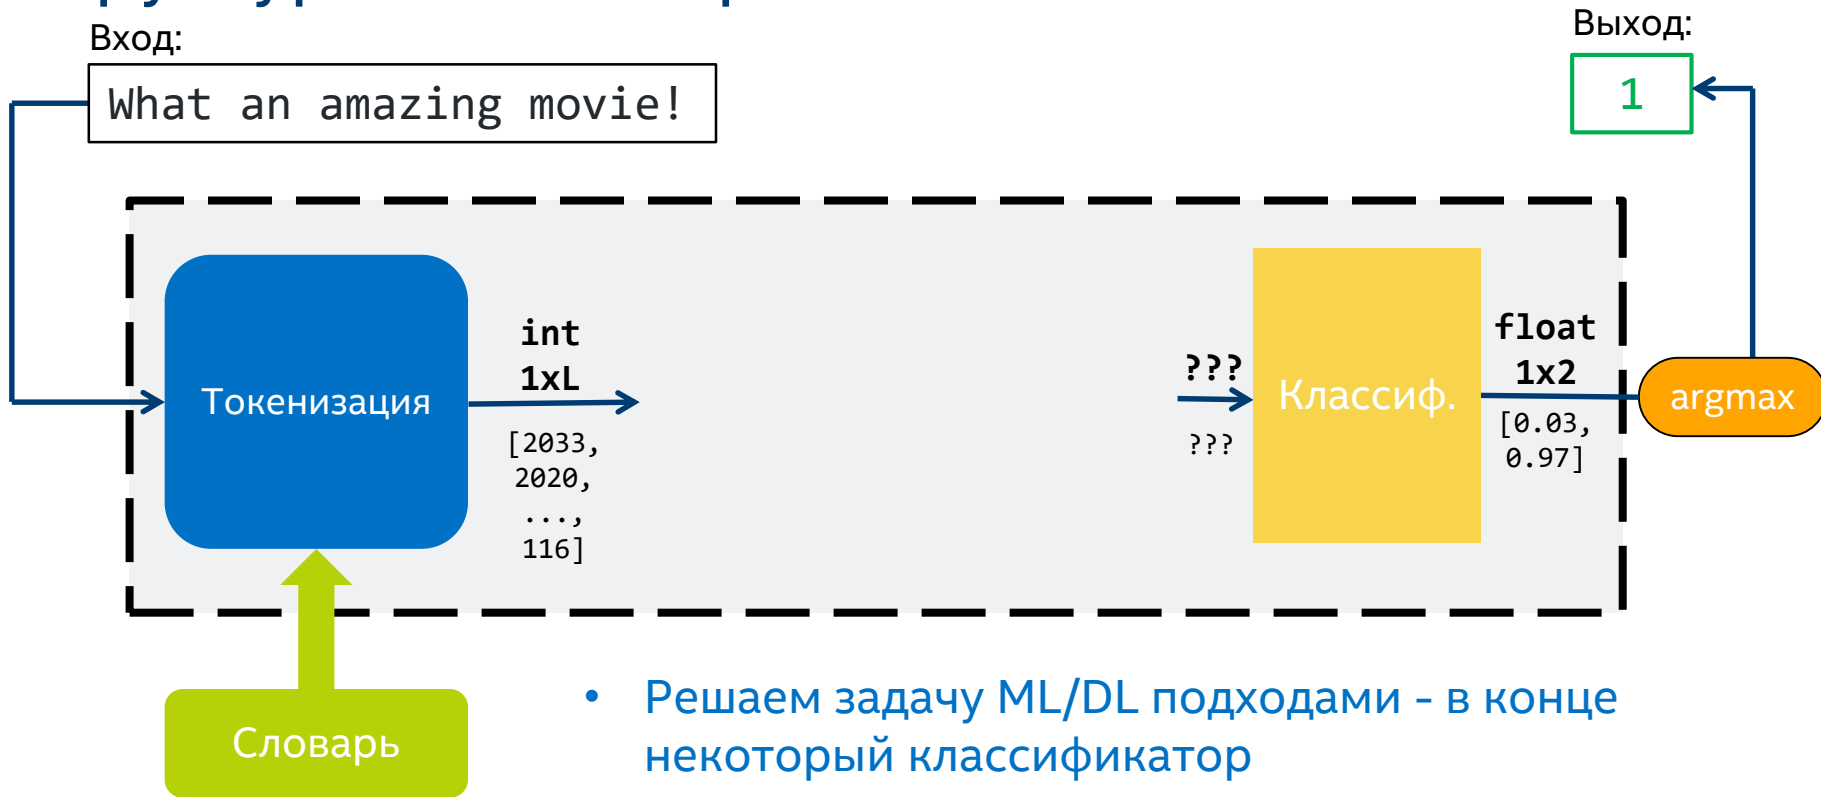 Вход:
Выход:
What an amazing movie!
1
Токенизация
int
1xL
[2033,
2020,
...,
116]
???
???
Классиф.
float
1x2
[0.03,
0.97]
argmax
Словарь
• Решаем задачу ML/DL подходами - в конце
некоторый классификатор